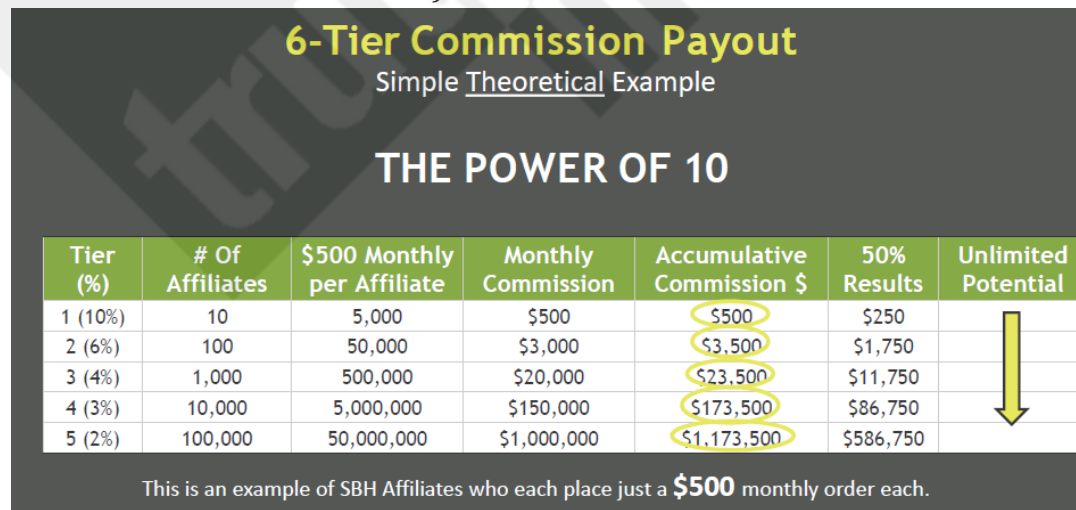 6-Tier Commission Payout
Simple Theoretical Example
THE POWER OF 10
Tier (%) # Of Affiliates $500 Monthly per Affiliate Monthly Commission Accumulative Commission $ 50% Results Unlimited Potential
1 (10%) 10 5,000 $500 $500 $250
2 (6%) 100 50,000 $3,000 $3,500 $1,750
3 (4%) 1,000 500,000 $20,000 $23,500 $11,750
4 (3%) 10,000 5,000,000 $150,000 $173,500 $86,750
5 (2%) 100,000 50,000,000 $1,000,000 $1,173,500 $586,750
This is an example of SBH Affiliates who each place just a $500 monthly order each.